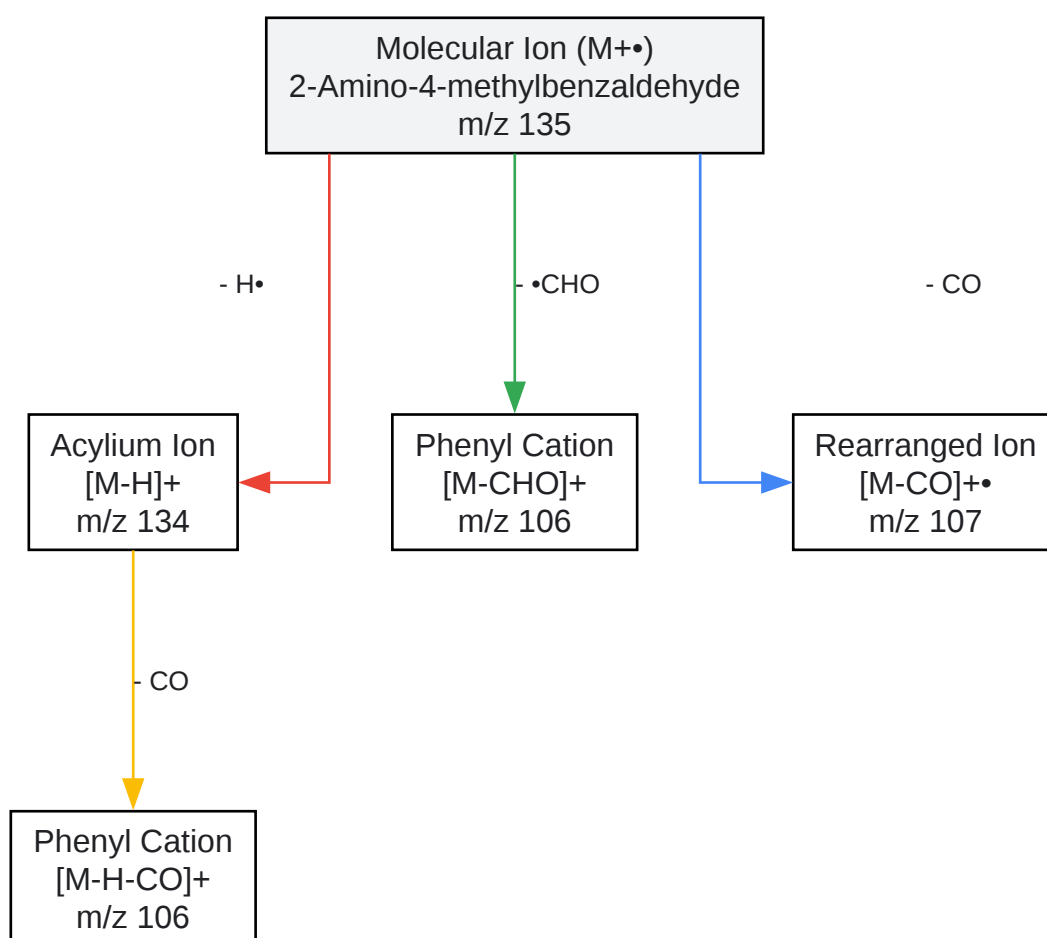 Molecular Ion (M+•)
2-Amino-4-methylbenzaldehyde
m/z 135
- H•
- •CHO
- CO
Acylium Ion
[M-H]+
m/z 134
Phenyl Cation
[M-CHO]+
m/z 106
Rearranged Ion
[M-CO]+•
m/z 107
- CO
Phenyl Cation
[M-H-CO]+
m/z 106